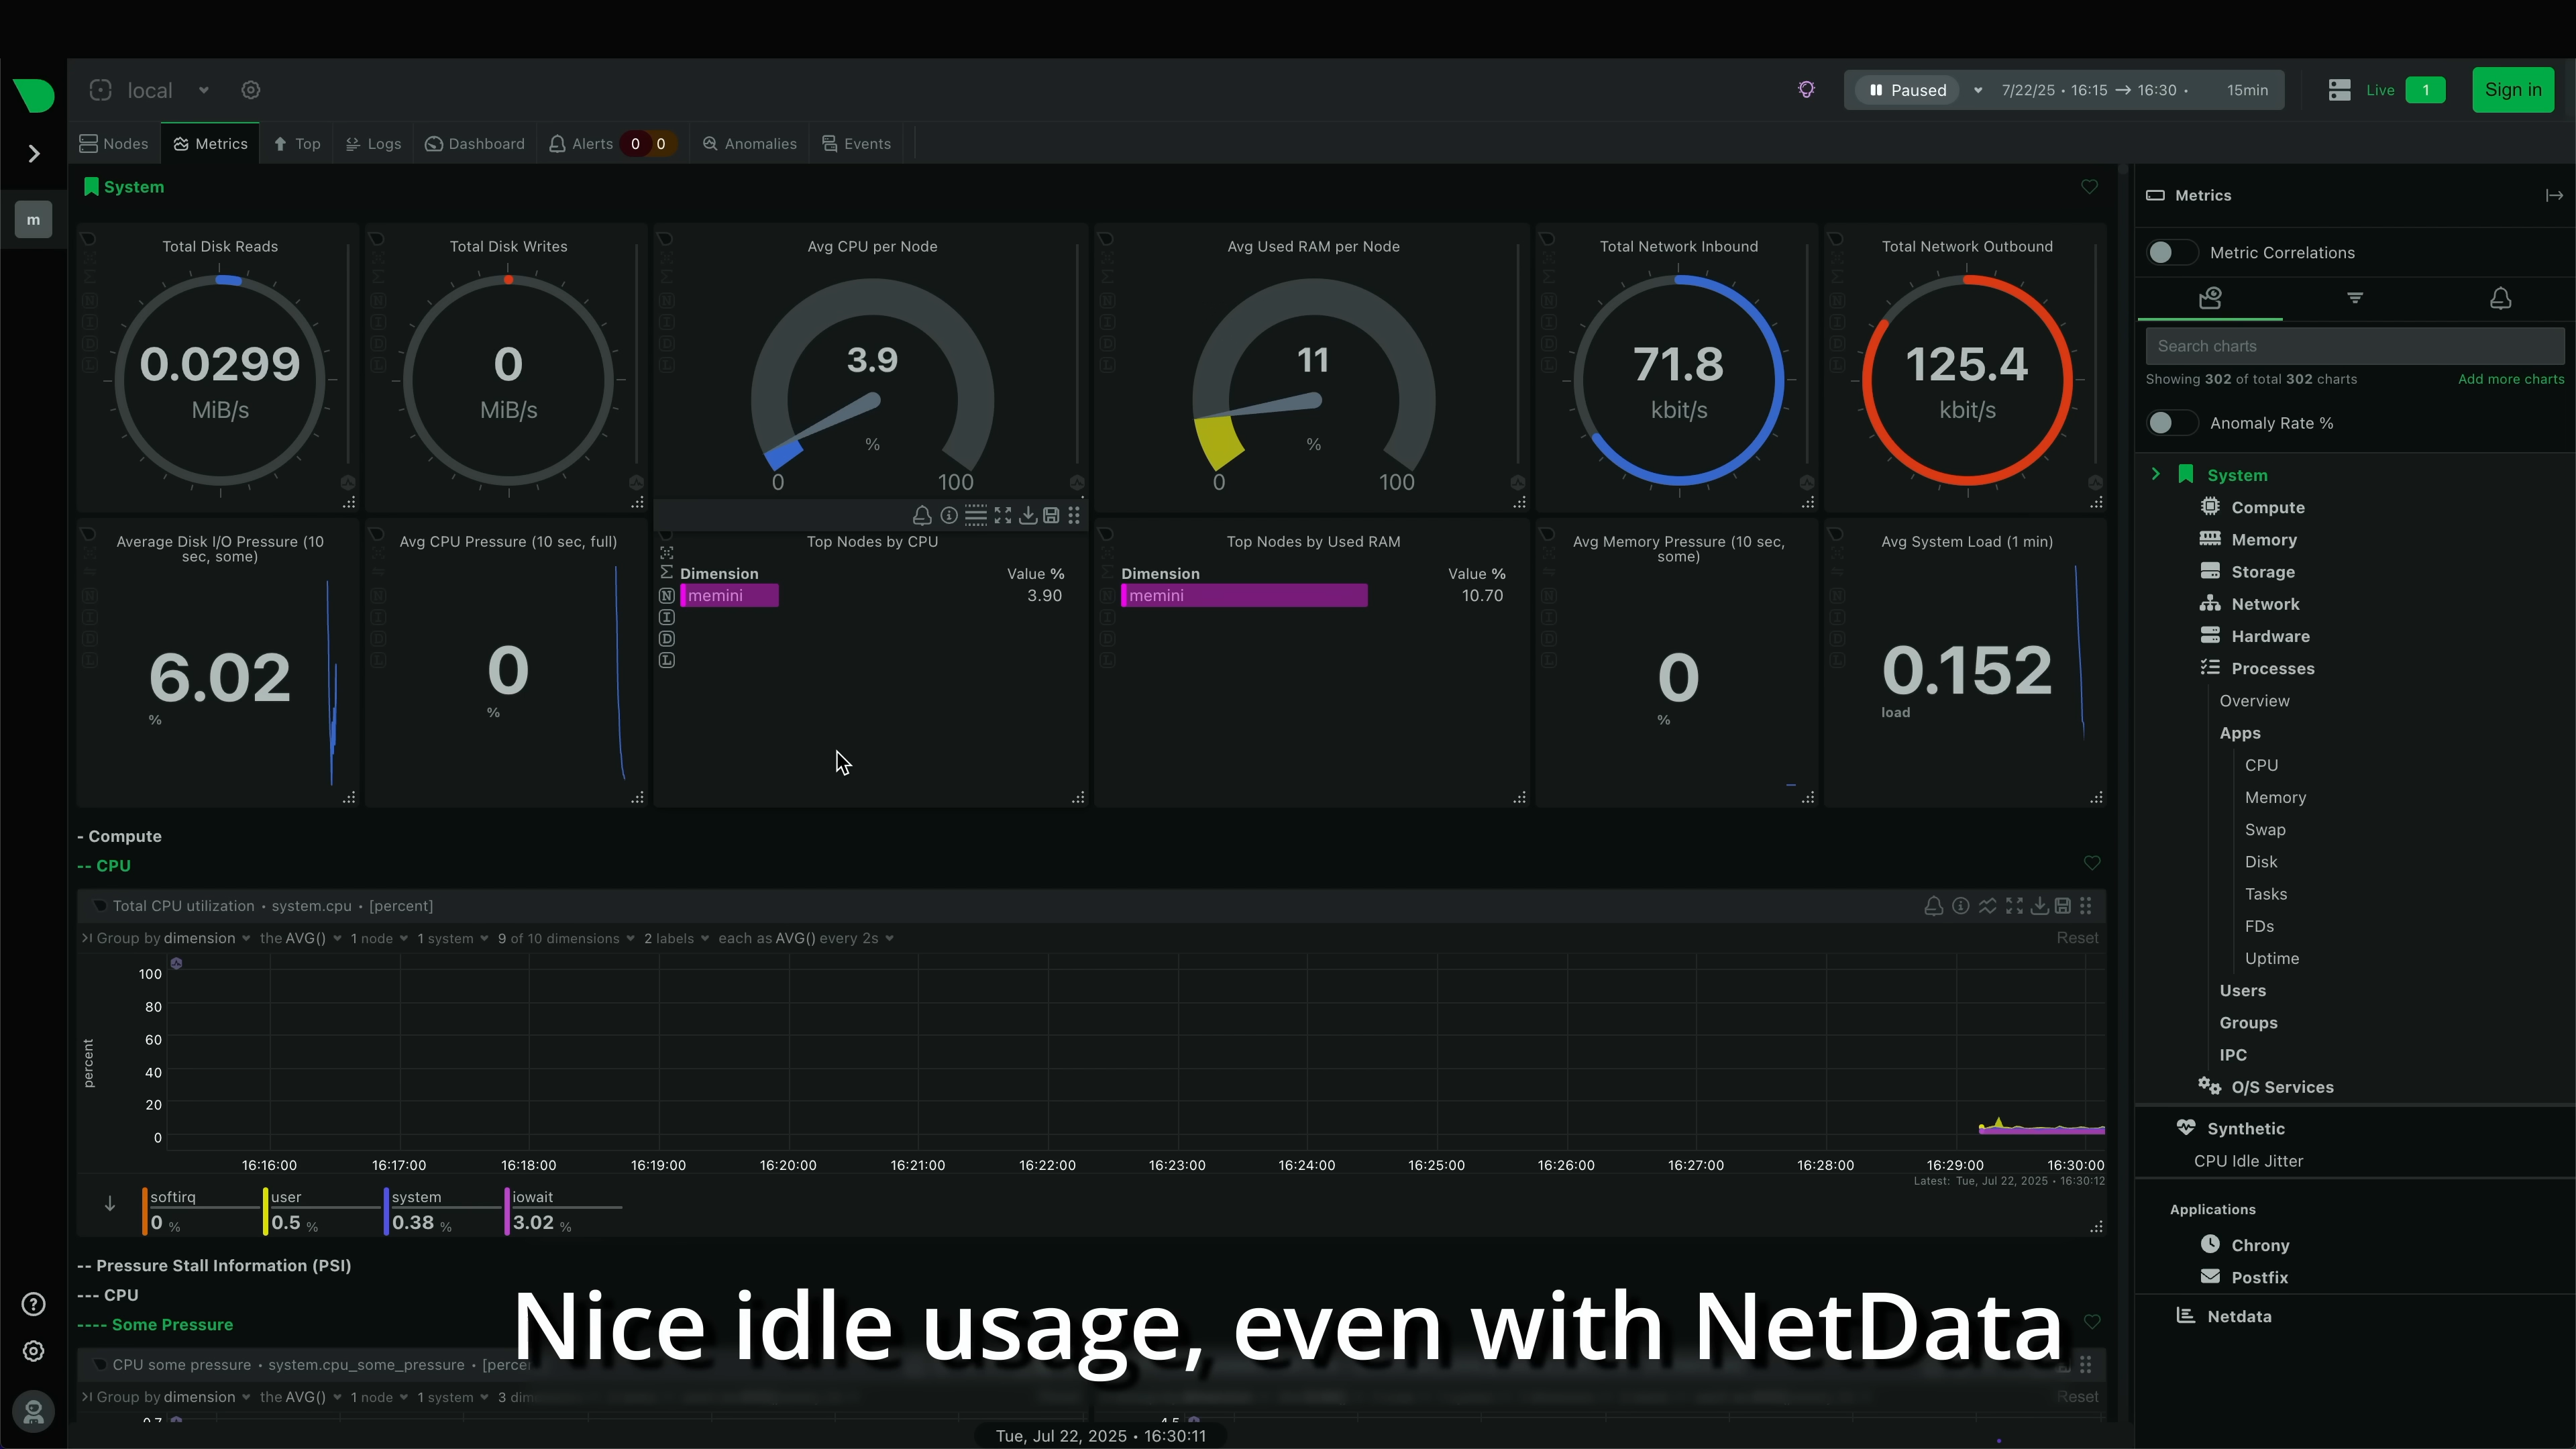 local
Paused
7/22/25 • 16:15 → 16:30 •
15min
Live
1
Sign in
Nodes
Metrics
Top
Logs
Dashboard
Alerts
0
0
Anomalies
Events
m
System
Total Disk Reads
0.0299
MiB/s
Total Disk Writes
0
MiB/s
Avg CPU per Node
3.9
%
0
100
Avg Used RAM per Node
11
%
0
100
Total Network Inbound
71.8
kbit/s
Total Network Outbound
125.4
kbit/s
Average Disk I/O Pressure (10
sec, some)
6.02
%
Avg CPU Pressure (10 sec, full)
0
%
Top Nodes by CPU
Dimension
Value %
memini
3.90
N
I
D
L
Top Nodes by Used RAM
Dimension
Value %
memini
10.70
Avg Memory Pressure (10 sec,
some)
0
%
Avg System Load (1 min)
0.152
load
- Compute
-- CPU
Total CPU utilization • system.cpu • [percent]
Group by dimension the AVG() 1 node 1 system 9 of 10 dimensions 2 labels each as AVG() every 2s
Reset
percent
100
80
60
40
20
0
16:16:00
16:17:00
16:18:00
16:19:00
16:20:00
16:21:00
16:22:00
16:23:00
16:24:00
16:25:00
16:26:00
16:27:00
16:28:00
16:29:00
16:30:00
Latest: Tue, Jul 22, 2025 • 16:30:12
softirq
0 %
user
0.5 %
system
0.38 %
iowait
3.02 %
-- Pressure Stall Information (PSI)
--- CPU
---- Some Pressure
Nice idle usage, even with NetData
CPU some pressure • system.cpu_some_pressure •
Group by dimension the AVG() 1 node 1 system 3
Reset
Tue, Jul 22, 2025 • 16:30:11
Metrics
Metric Correlations
Search charts
Showing 302 of total 302 charts
Add more charts
Anomaly Rate %
System
Compute
Memory
Storage
Network
Hardware
Processes
Overview
Apps
CPU
Memory
Swap
Disk
Tasks
FDs
Uptime
Users
Groups
IPC
O/S Services
Synthetic
CPU Idle Jitter
Applications
Chrony
Postfix
Netdata